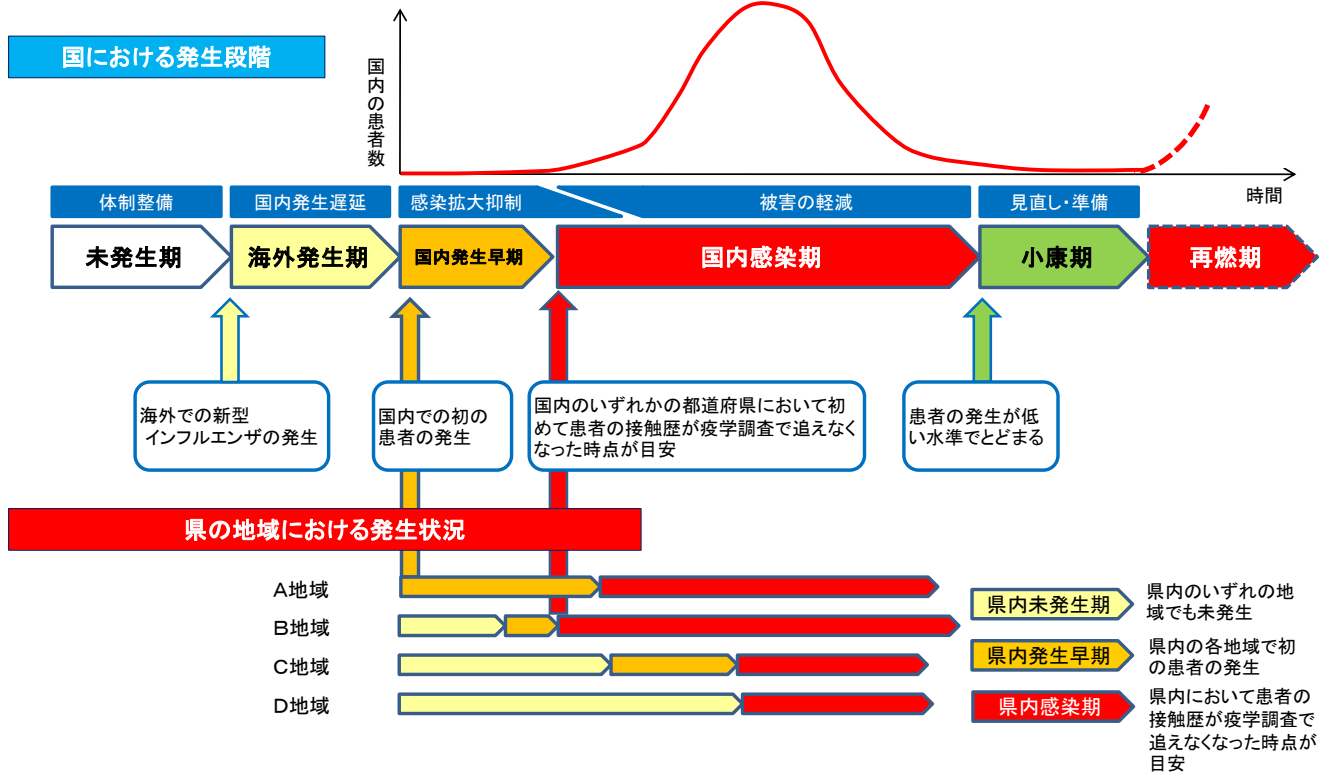 国における発生段階
国内の患者数
時間
体制整備
国内発生遅延
感染拡大抑制
被害の軽減
見直し・準備
未発生期
海外発生期
国内発生早期
国内感染期
小康期
再燃期
海外での新型
インフルエンザの発生
国内での初の
患者の発生
国内のいずれかの都道府県において初
めて患者の接触歴が疫学調査で追えなく
なった時点が目安
患者の発生が低
い水準でとどまる
県の地域における発生状況
A地域
B地域
C地域
D地域
県内未発生期
県内のいずれの地
域でも未発生
県内発生早期
県内の各地域で初
の患者の発生
県内感染期
県内において患者の
接触歴が疫学調査で
追えなくなった時点が
目安